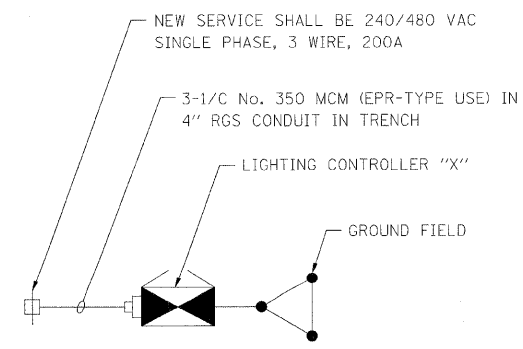 NEW SERVICE SHALL BE 240/480 VAC
SINGLE PHASE, 3 WIRE, 200A
3-1/C No. 350 MCM (EPR-TYPE USE) IN
4" RGS CONDUIT IN TRENCH
LIGHTING CONTROLLER "X"
GROUND FIELD